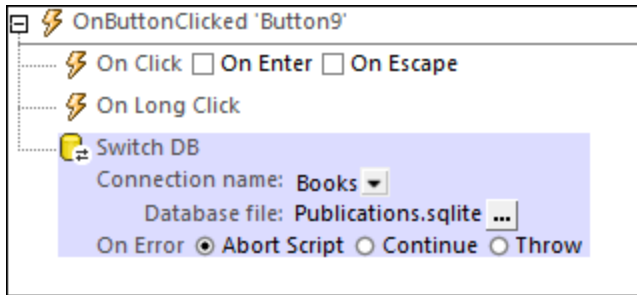 OnButtonClicked 'Button9'
On Click On Enter On Escape
On Long Click
Switch DB
Connection name: Books
Database file: Publications.sqlite ...
On Error Abort Script Continue Throw